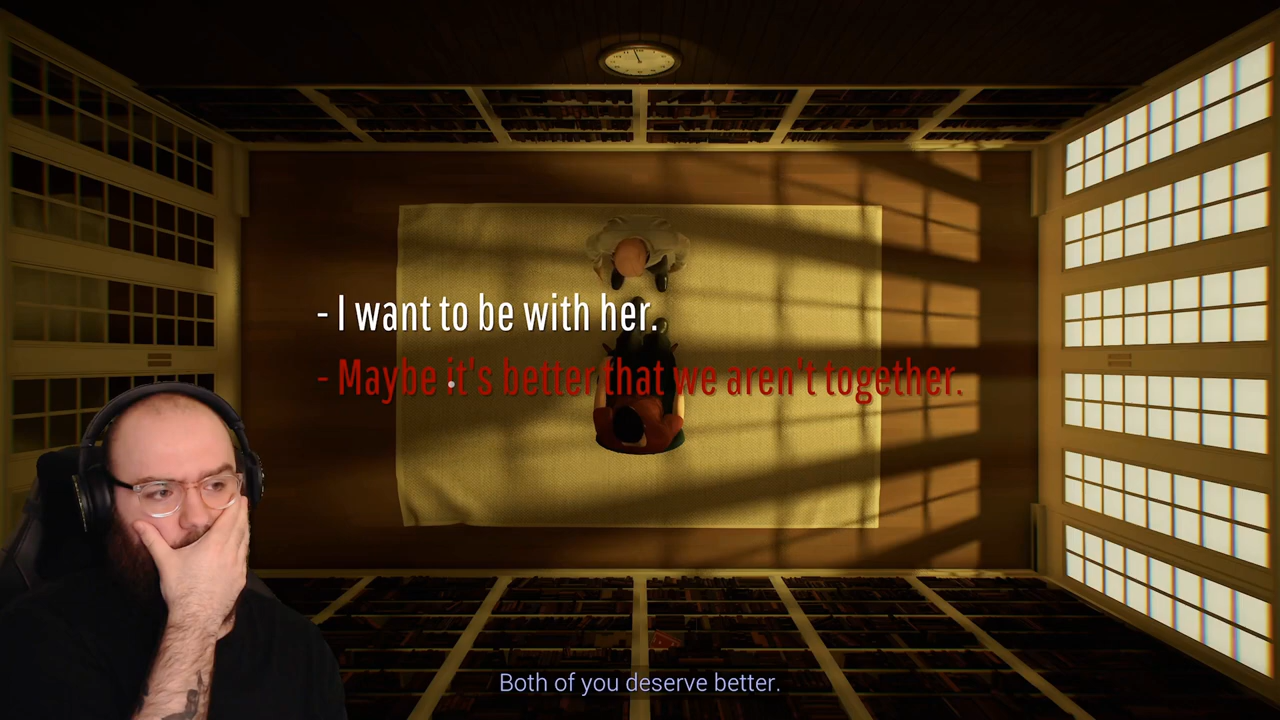 - I want to be with her.
- Maybe it's better that we aren't together.
Both of you deserve better.